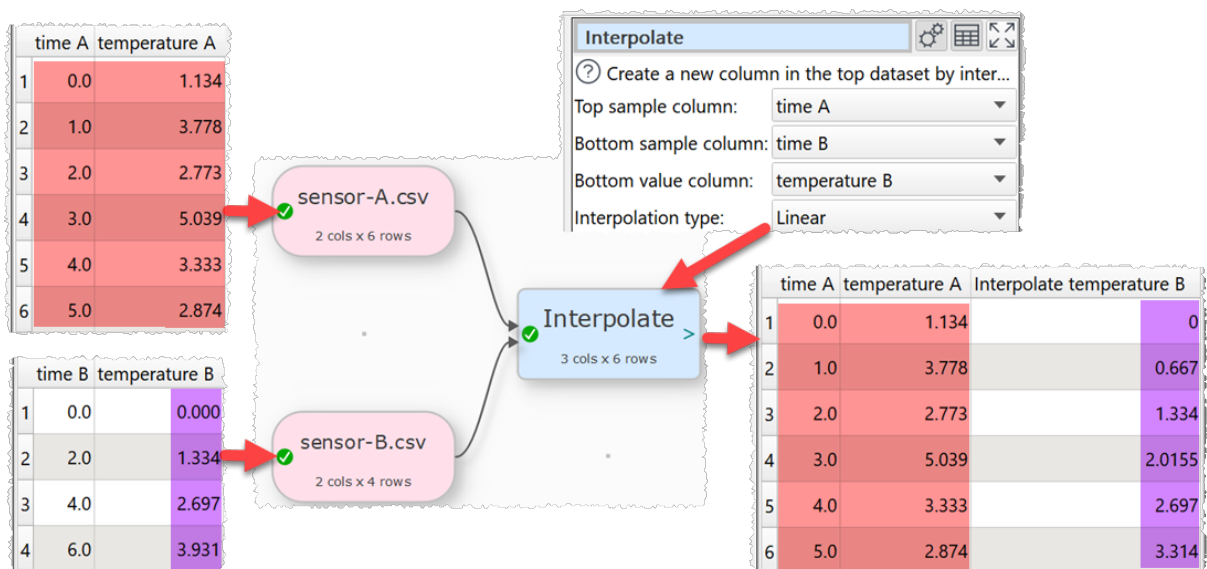 time A temperature A
1 0.0 1.134
2 1.0 3.778
3 2.0 2.773
4 3.0 5.039
5 4.0 3.333
6 5.0 2.874
time B temperature B
1 0.0 0.000
2 2.0 1.334
3 4.0 2.697
4 6.0 3.931
sensor-A.csv
2 cols x 6 rows
sensor-B.csv
2 cols x 4 rows
Interpolate
3 cols x 6 rows
>
Interpolate
? Create a new column in the top dataset by inter...
Top sample column: time A
Bottom sample column: time B
Bottom value column: temperature B
Interpolation type: Linear
time A temperature A Interpolate temperature B
1 0.0 1.134 0
2 1.0 3.778 0.667
3 2.0 2.773 1.334
4 3.0 5.039 2.0155
5 4.0 3.333 2.697
6 5.0 2.874 3.314